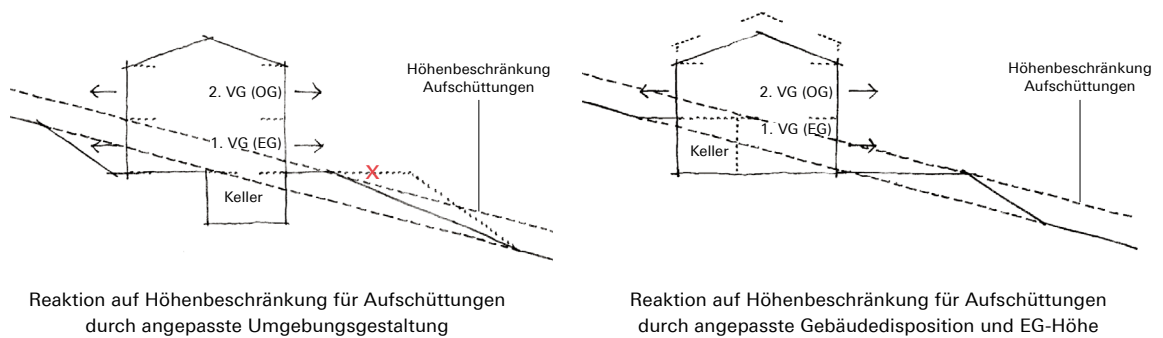 Höhenbeschränkung
Aufschüttungen
2. VG (OG)
1. VG (EG)
X
Keller
Reaktion auf Höhenbeschränkung für Aufschüttungen
durch angepasste Umgebungsgestaltung
Höhenbeschränkung
Aufschüttungen
2. VG (OG)
1. VG (EG)
Keller
Reaktion auf Höhenbeschränkung für Aufschüttungen
durch angepasste Gebäudedisposition und EG-Höhe